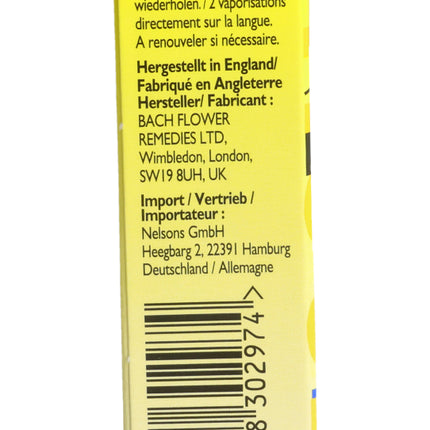 wiederholen. / 2 vaporisations
directement sur la langue.
A renouveler si nécessaire.
Hergestellt in England/
Fabriqué en Angleterre
Hersteller/ Fabricant :
BACH FLOWER
REMEDIES LTD,
Wimbledon, London,
SW19 8UH, UK
Import / Vertrieb /
Importateur :
Nelsons GmbH
Heegbarg 2, 22391 Hamburg
Deutschland / Allemagne
8 302974 >